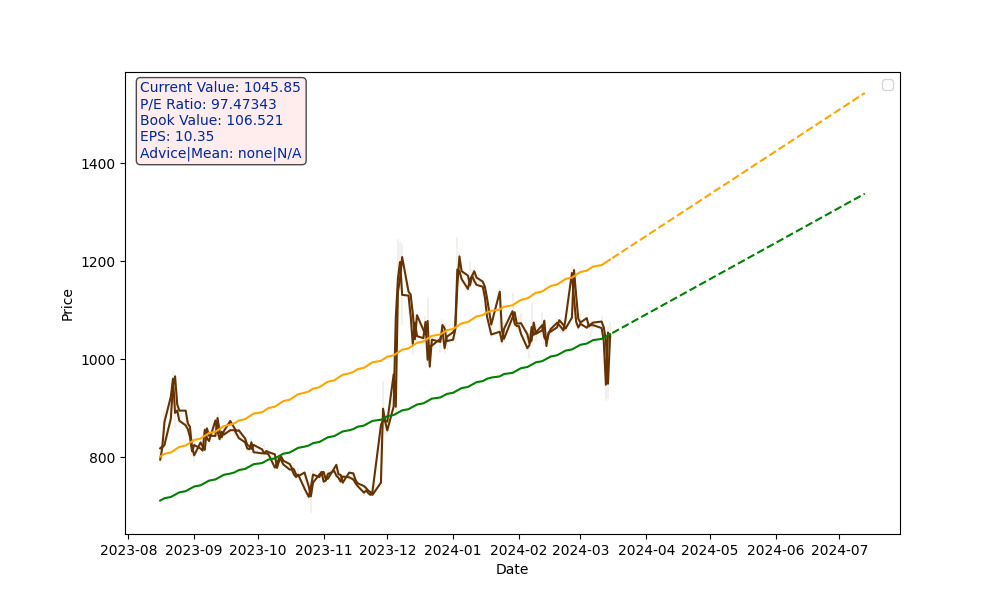 Current Value: 1045.85
P/E Ratio: 97.47343
Book Value: 106.521
EPS: 10.35
Advice|Mean: none|N/A
1400
1200
1000
800
Price
2023-08 2023-09 2023-10 2023-11 2023-12 2024-01 2024-02 2024-03 2024-04 2024-05 2024-06 2024-07
Date